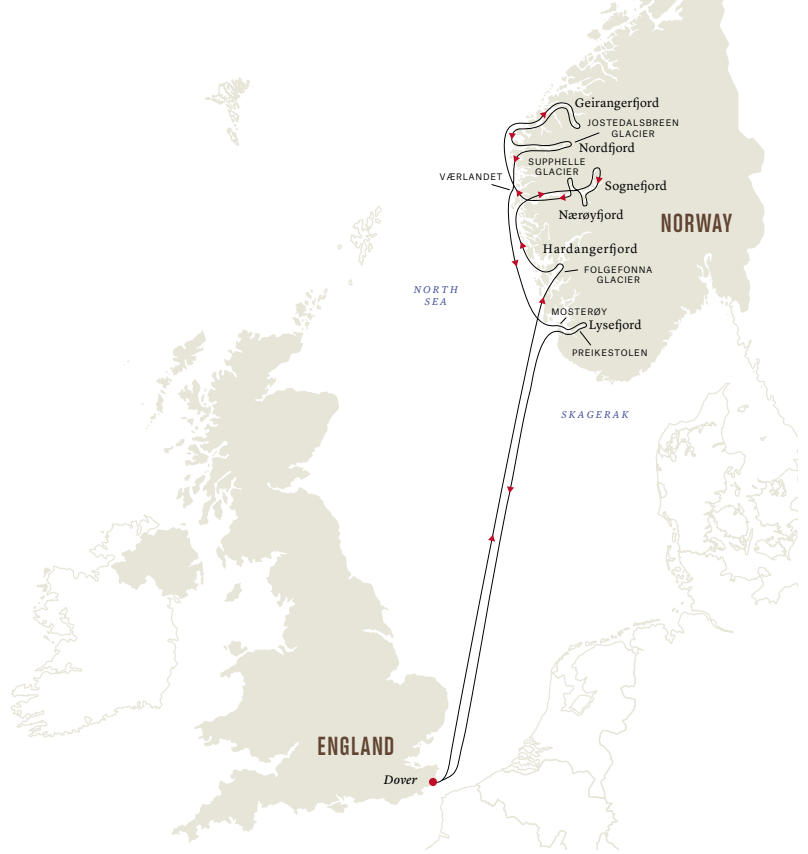 Geirangerfjord
JOSTEDALSBREEN
GLACIER
Nordfjord
SUPPHELLE
GLACIER
VÆRLANDET
Sognefjord
Nærøyfjord
NORWAY
Hardangerfjord
FOLGEFONNA
GLACIER
NORTH
SEA
MOSTERØY
Lysefjord
PREIKESTOLEN
SKAGERAK
ENGLAND
Dover